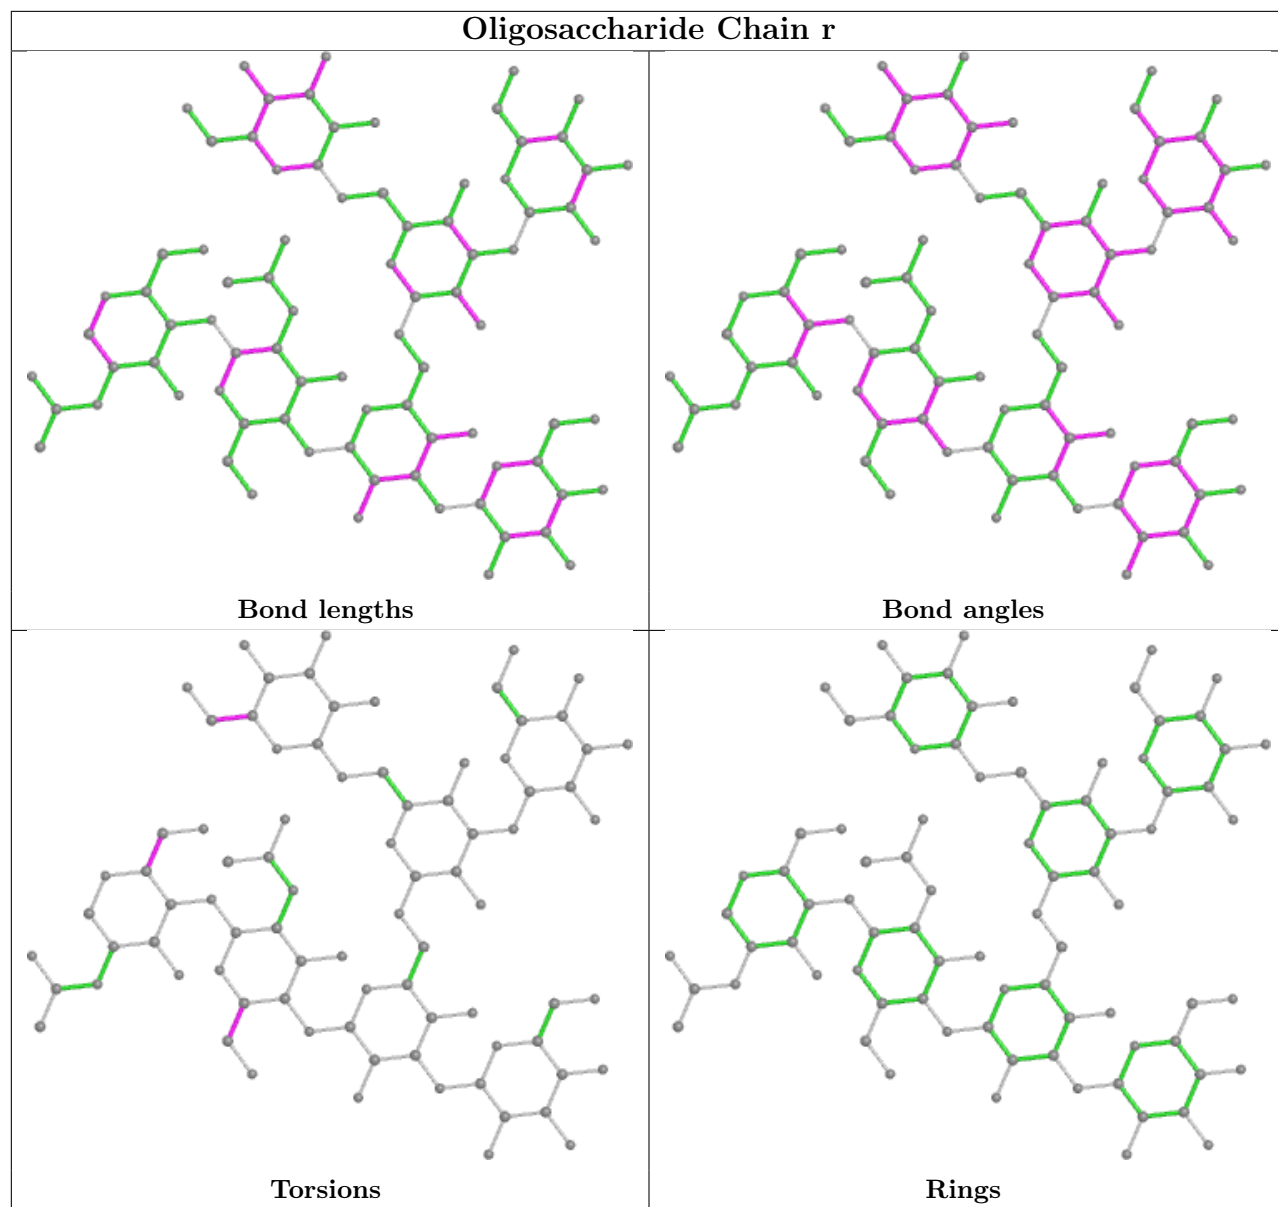 Oligosaccharide Chain r
Bond lengths
Bond angles
Torsions
Rings